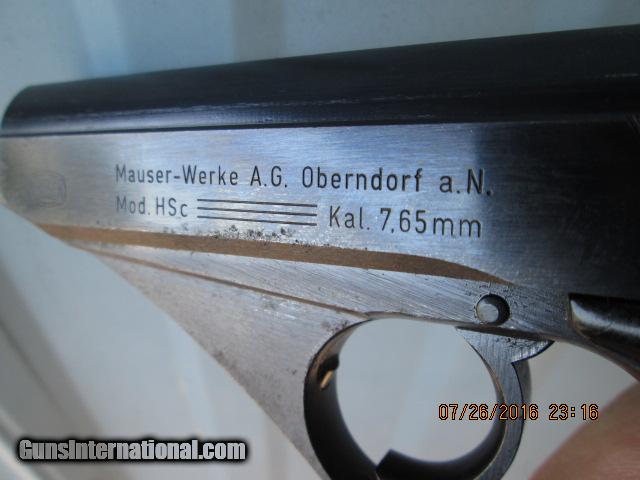 Mauser-Werke A.G. Oberndorf a.N.
Mod. HSc Kal. 7,65mm
07/26/2016 23:16
GunsInternational.com